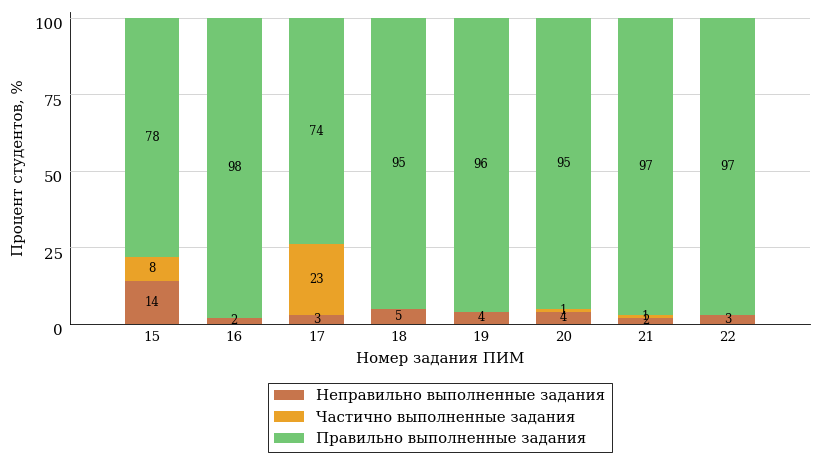 100
75
50
25
0
Процент студентов, %
78 98 74 95 96 95 97 97
8 23 1 1
14 2 3 5 4 4 2 3
15 16 17 18 19 20 21 22
Номер задания ПИМ
Неправильно выполненные задания
Частично выполненные задания
Правильно выполненные задания